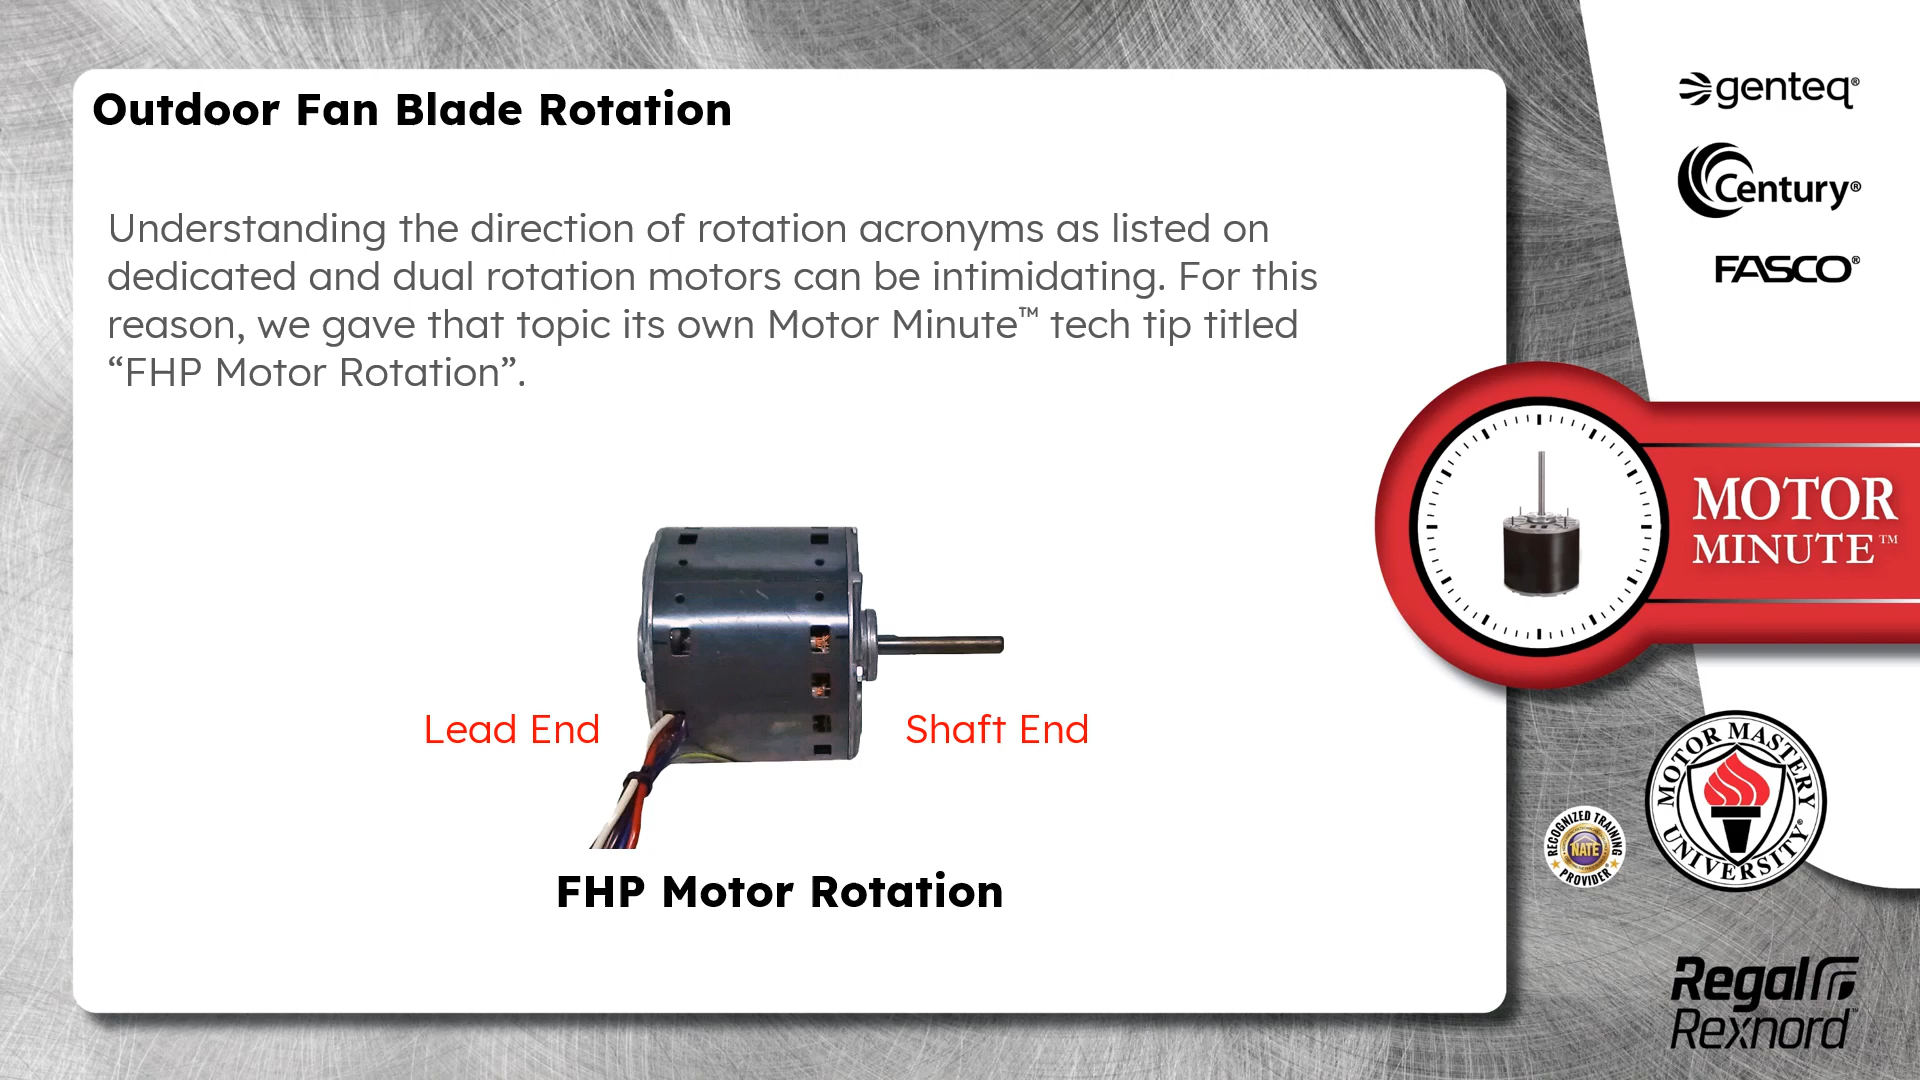 Outdoor Fan Blade Rotation
Understanding the direction of rotation acronyms as listed on
dedicated and dual rotation motors can be intimidating. For this
reason, we gave that topic its own Motor Minute™ tech tip titled
“FHP Motor Rotation”.
Lead End
Shaft End
FHP Motor Rotation
genteq®
Century®
FASCO®
MOTOR
MINUTE™
MOTOR MASTERY
UNIVERSITY®
RECOGNIZED TRAINING
NATE
PROVIDER®
Regal
Rexnord™